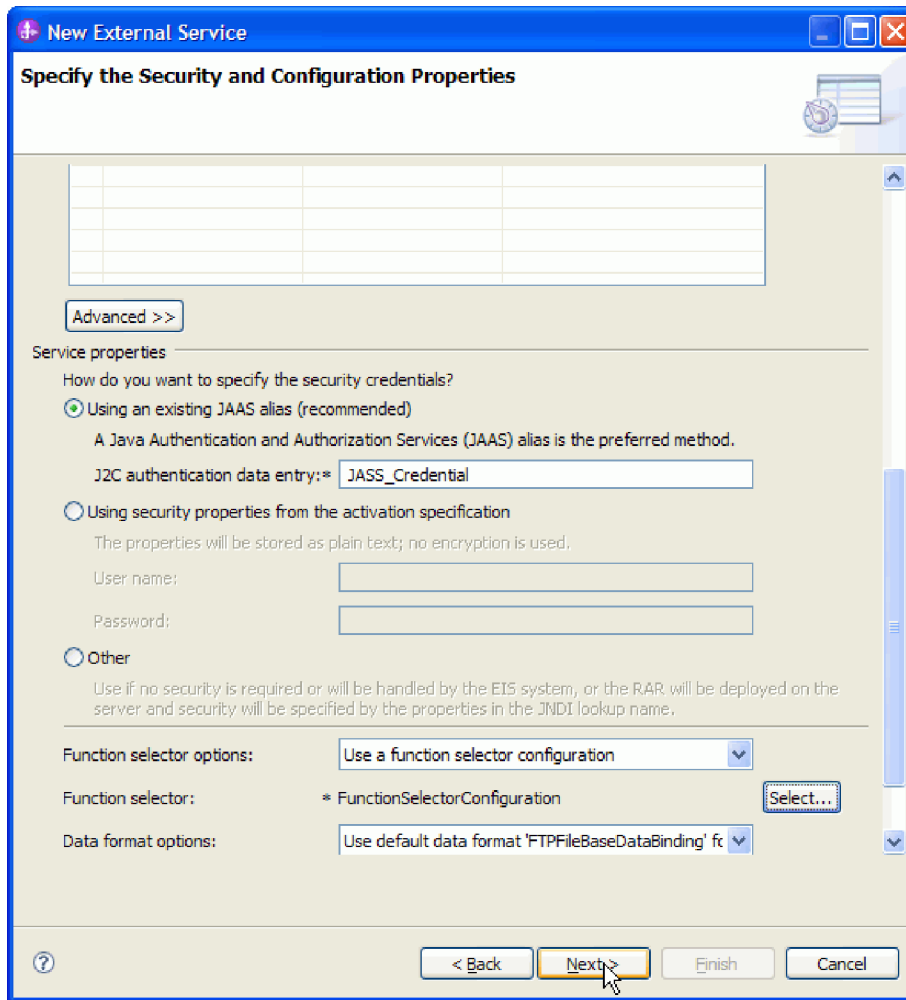 New External Service
Specify the Security and Configuration Properties
Advanced >>
Service properties
How do you want to specify the security credentials?
Using an existing JAAS alias (recommended)
A Java Authentication and Authorization Services (JAAS) alias is the preferred method.
J2C authentication data entry:* JASS_Credential
Using security properties from the activation specification
The properties will be stored as plain text; no encryption is used.
User name:
Password:
Other
Use if no security is required or will be handled by the EIS system, or the RAR will be deployed on the
server and security will be specified by the properties in the JNDI lookup name.
Function selector options: Use a function selector configuration
Function selector: * FunctionSelectorConfiguration Select...
Data format options: Use default data format 'FTPFileBaseDataBinding' fo
? < Back Next > Finish Cancel